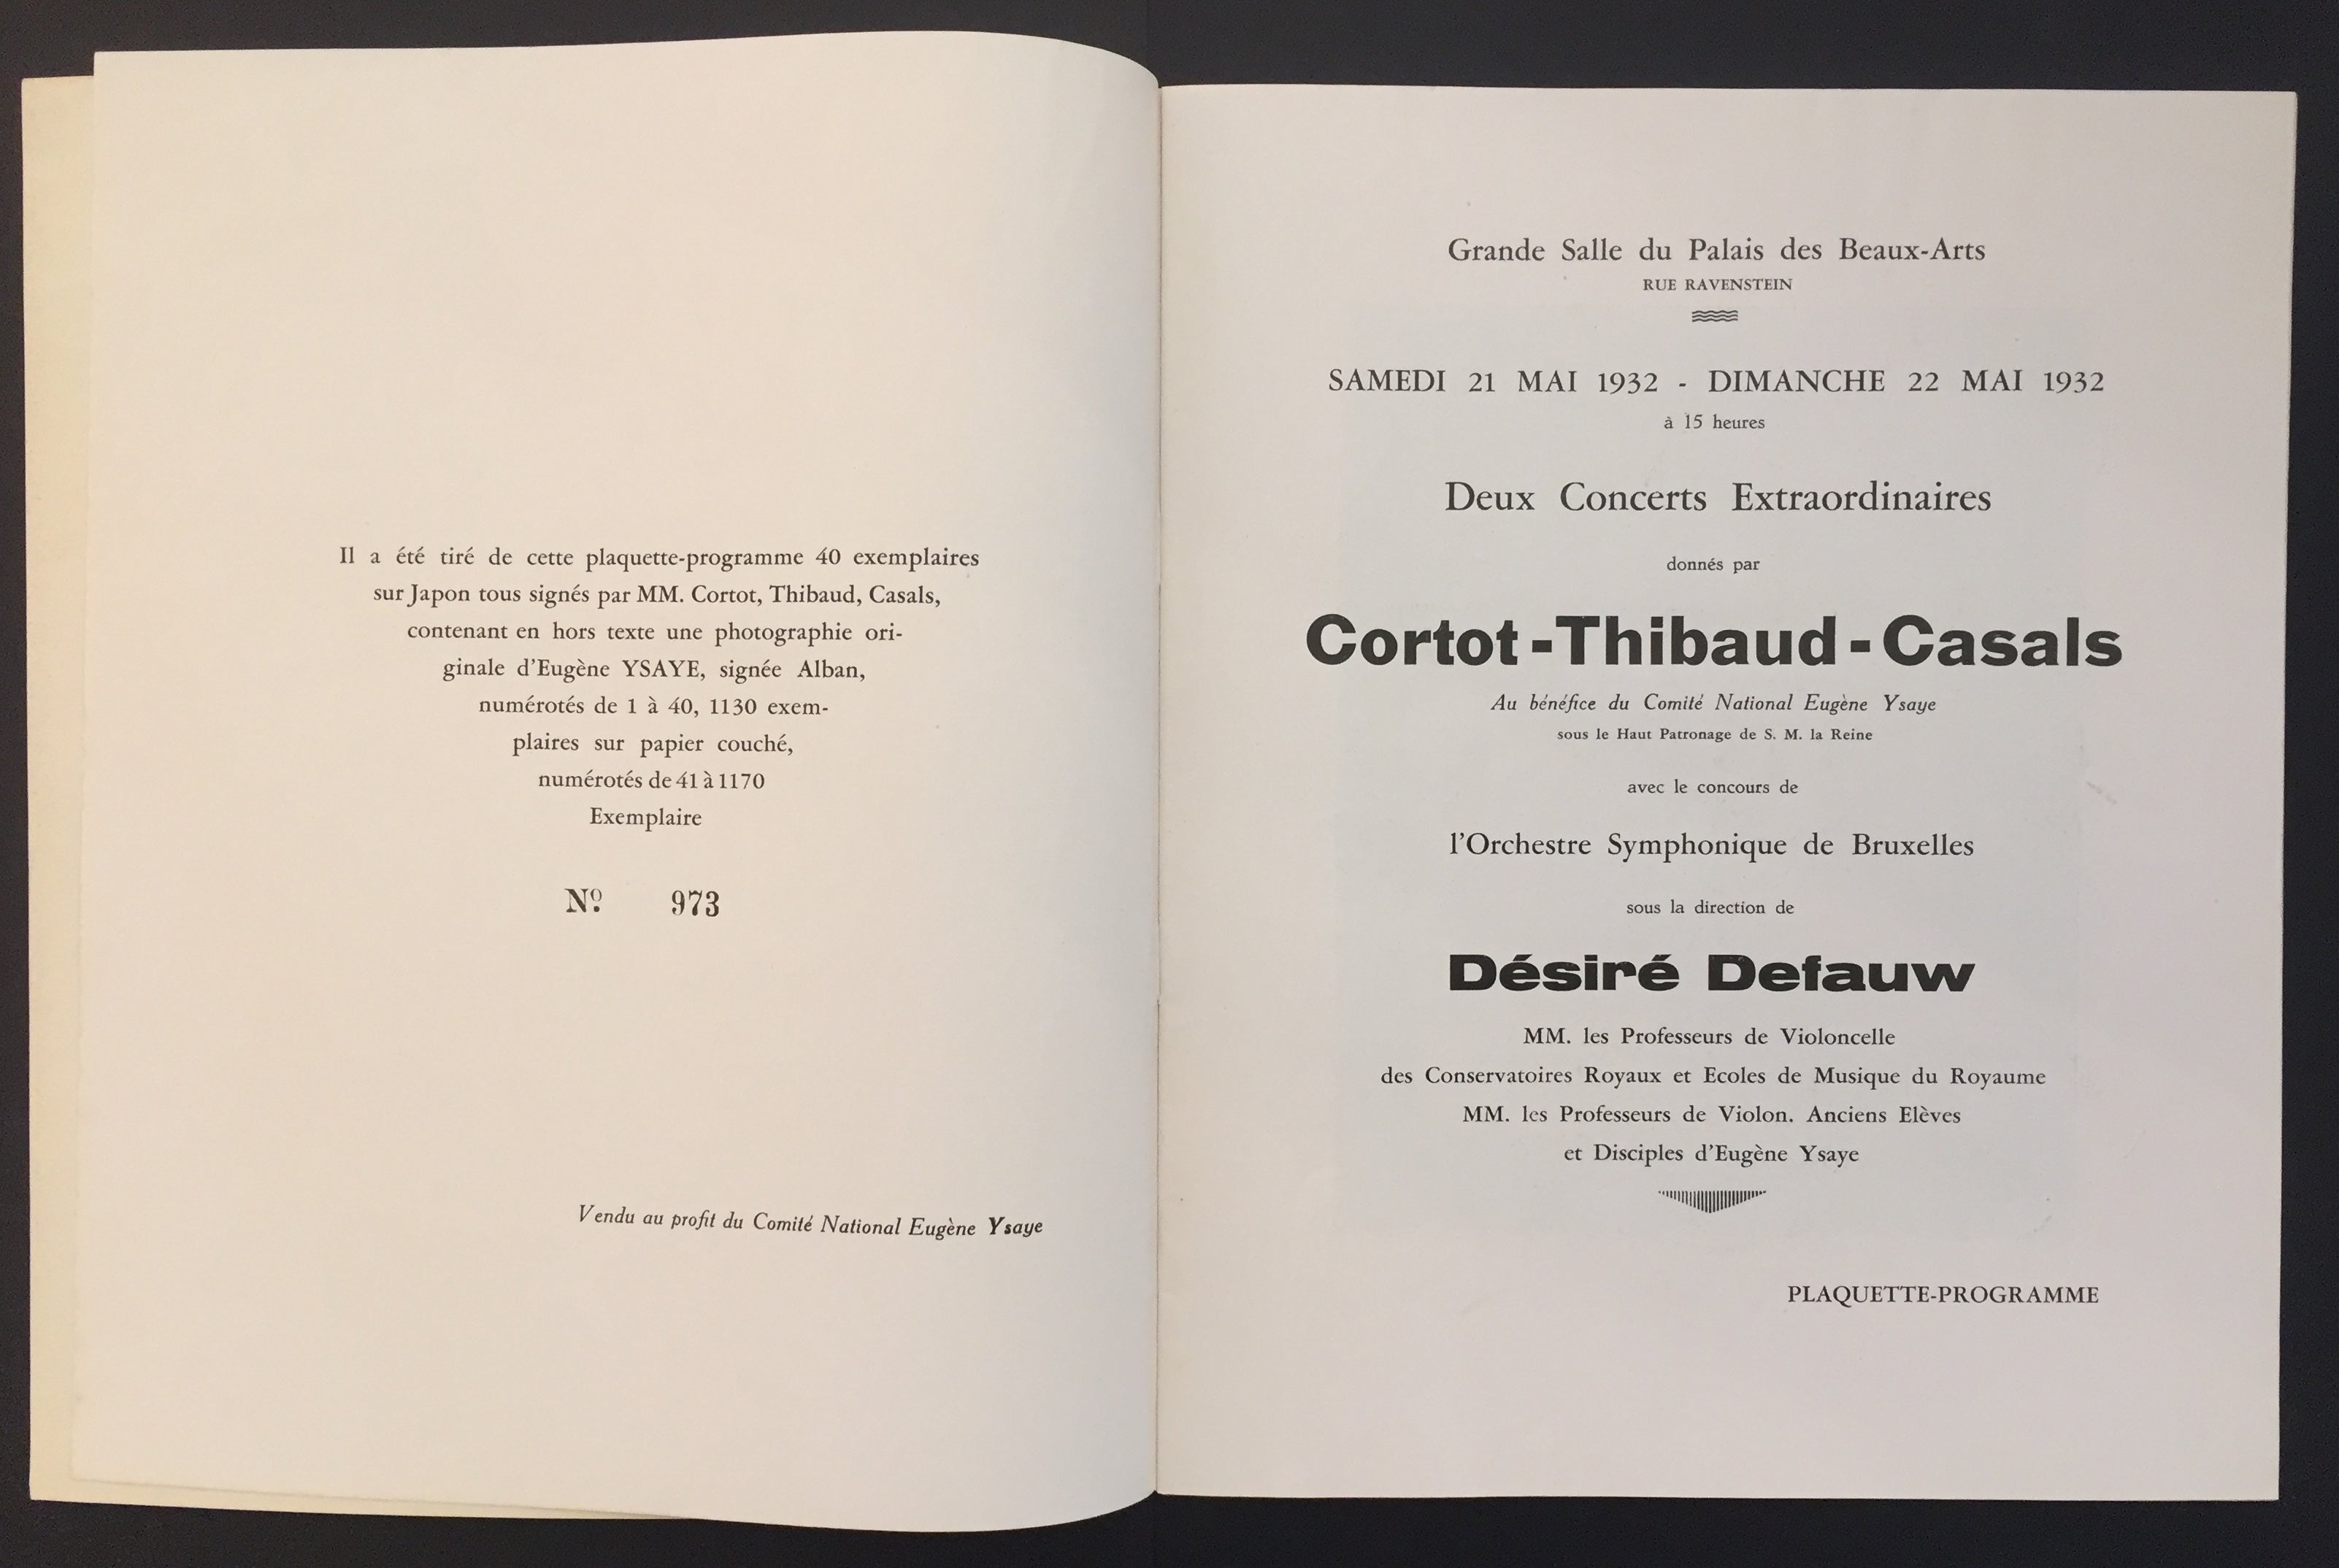 Il a été tiré de cette plaquette-programme 40 exemplaires
sur Japon tous signés par MM. Cortot, Thibaud, Casals,
contenant en hors texte une photographie ori-
ginale d'Eugène YSAYE, signée Alban,
numérotés de 1 à 40, 1130 exem-
plaires sur papier couché,
numérotés de 41 à 1170
Exemplaire
Nº 973
Vendu au profit du Comité National Eugène Ysaye
Grande Salle du Palais des Beaux-Arts
RUE RAVENSTEIN
SAMEDI 21 MAI 1932 - DIMANCHE 22 MAI 1932
à 15 heures
Deux Concerts Extraordinaires
donnés par
Cortot-Thibaud-Casals
Au bénéfice du Comité National Eugène Ysaye
sous le Haut Patronage de S. M. la Reine
avec le concours de
l'Orchestre Symphonique de Bruxelles
sous la direction de
Désiré Defauw
MM. les Professeurs de Violoncelle
des Conservatoires Royaux et Ecoles de Musique du Royaume
MM. les Professeurs de Violon. Anciens Elèves
et Disciples d'Eugène Ysaye
PLAQUETTE-PROGRAMME